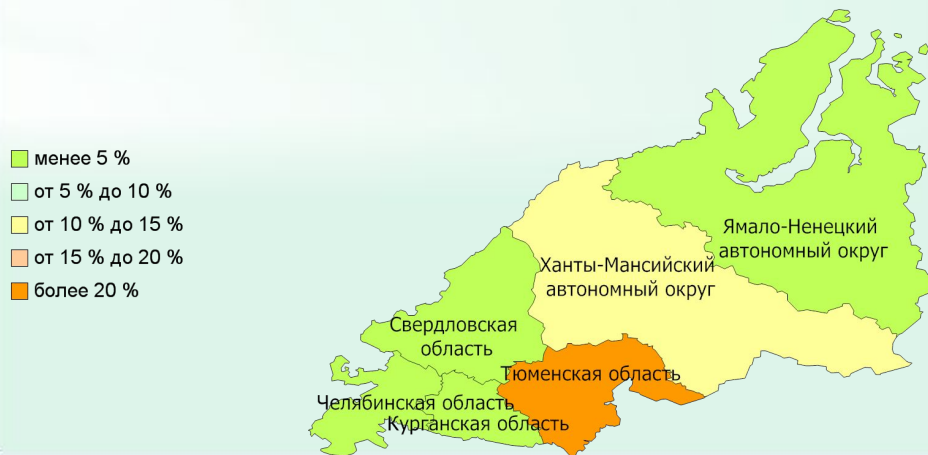 менее 5 %
от 5 % до 10 %
от 10 % до 15 %
от 15 % до 20 %
более 20 %
Ямало-Ненецкий
автономный округ
Ханты-Мансийский
автономный округ
Свердловская
область
Тюменская область
Челябинская область
Курганская область